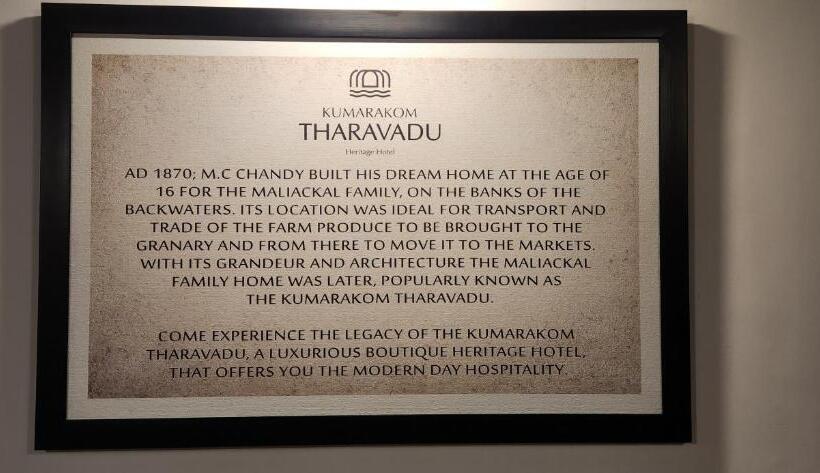 KUMARAKOM
THARAVADU
Heritage Hotel
AD 1870; M.C CHANDY BUILT HIS DREAM HOME AT THE AGE OF
16 FOR THE MALIACKAL FAMILY, ON THE BANKS OF THE
BACKWATERS. ITS LOCATION WAS IDEAL FOR TRANSPORT AND
TRADE OF THE FARM PRODUCE TO BE BROUGHT TO THE
GRANARY AND FROM THERE TO MOVE IT TO THE MARKETS.
WITH ITS GRANDEUR AND ARCHITECTURE THE MALIACKAL
FAMILY HOME WAS LATER, POPULARLY KNOWN AS
THE KUMARAKOM THARAVADU.
COME EXPERIENCE THE LEGACY OF THE KUMARAKOM
THARAVADU, A LUXURIOUS BOUTIQUE HERITAGE HOTEL,
THAT OFFERS YOU THE MODERN DAY HOSPITALITY.